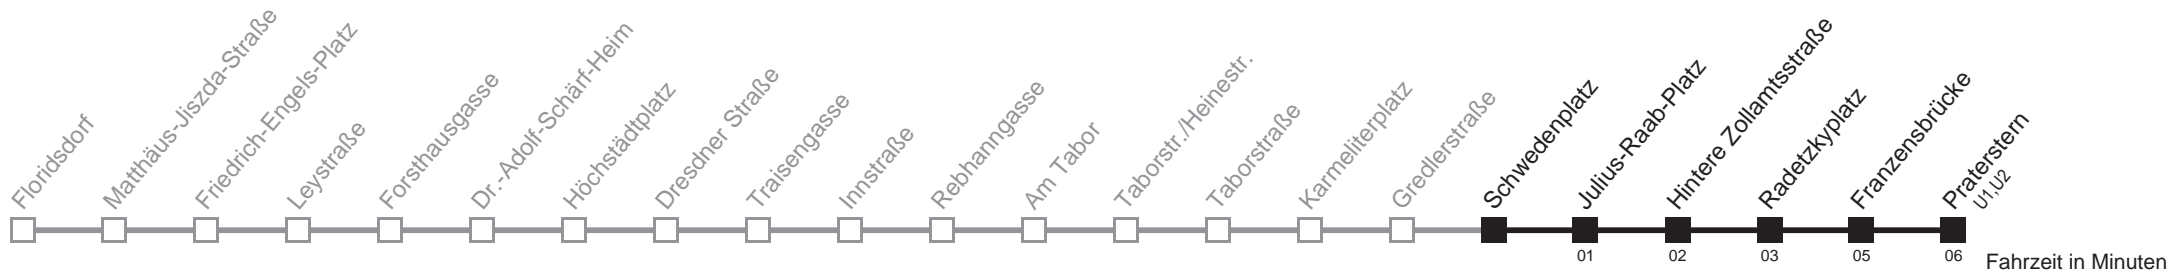 Floridsdorf
Matthäus-Jiszda-Straße
Friedrich-Engels-Platz
Leystraße
Forsthausgasse
Dr.-Adolf-Schärf-Heim
Höchstädtplatz
Dresdner Straße
Traisengasse
Innstraße
Rebhanngasse
Am Tabor
Taborstr./Heinestr.
Taborstraße
Karmeliterplatz
Gredlerstraße
Schwedenplatz
Julius-Raab-Platz
Hintere Zollamtsstraße
Radetzkyplatz
Franzensbrücke
Praterstern
U1,U2
01 02 03 05 06
Fahrzeit in Minuten